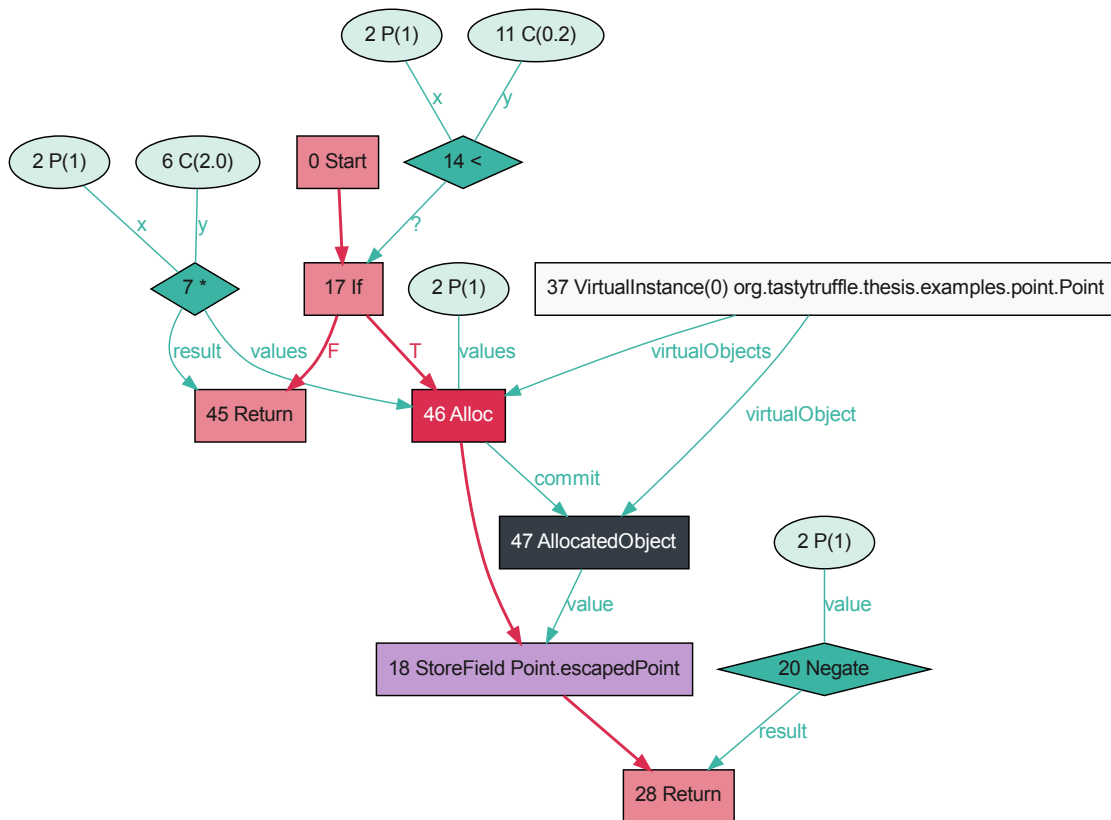 2 P(1)
11 C(0.2)
x
y
2 P(1)
6 C(2.0)
0 Start
14 <
x
y
?
7 *
17 If
2 P(1)
37 VirtualInstance(0) org.tastytruffle.thesis.examples.point.Point
result
values
F
T
values
virtualObjects
virtualObject
45 Return
46 Alloc
commit
47 AllocatedObject
2 P(1)
value
value
18 StoreField Point.escapedPoint
20 Negate
result
28 Return